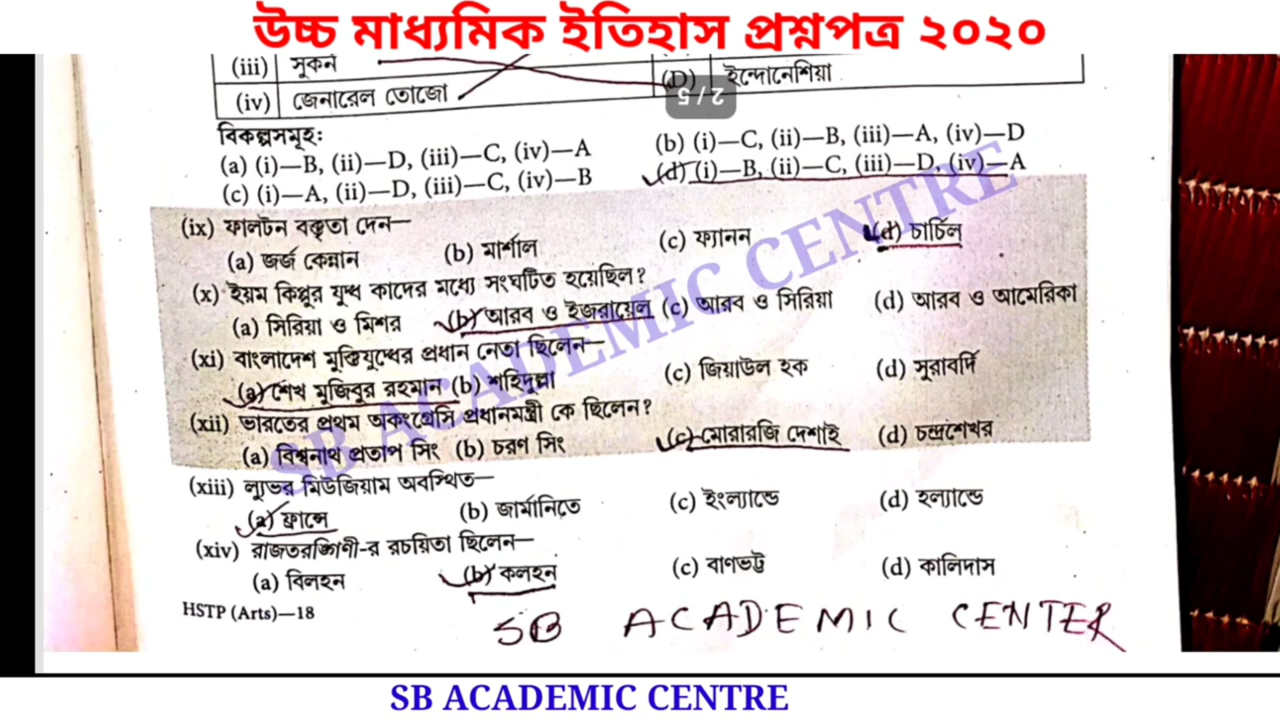 উচ্চ মাধ্যমিক ইতিহাস প্রশ্নপত্র ২০২০
(iii) সুকর্ন (D) ইন্দোনেশিয়া
(iv) জেনারেল তোজো
2/5
বিকল্পসমূহঃ
(a) (i)—B, (ii)—D, (iii)—C, (iv)—A (b) (i)—C, (ii)—B, (iii)—A, (iv)—D
(c) (i)—A, (ii)—D, (iii)—C, (iv)—B (d) (i)—B, (ii)—C, (iii)—D, (iv)—A
(ix) ফালটন বক্তৃতা দেন—
(a) জর্জ কেন্নান (b) মার্শাল (c) ফ্যানন (d) চার্চিল
(x) ইয়ম কিপ্পুর যুদ্ধ কাদের মধ্যে সংঘটিত হয়েছিল?
(a) সিরিয়া ও মিশর (b) আরব ও ইজরায়েল (c) আরব ও সিরিয়া (d) আরব ও আমেরিকা
(xi) বাংলাদেশ মুক্তিযুদ্ধের প্রধান নেতা ছিলেন—
(a) শেখ মুজিবুর রহমান (b) শহিদুল্লা (c) জিয়াউল হক (d) সুরাবর্দি
(xii) ভারতের প্রথম অকংগ্রেসি প্রধানমন্ত্রী কে ছিলেন?
(a) বিশ্বনাথ প্রতাপ সিং (b) চরণ সিং (c) মোরারজি দেশাই (d) চন্দ্রশেখর
(xiii) ল্যুভর মিউজিয়াম অবস্থিত—
(a) ফ্রান্সে (b) জার্মানিতে (c) ইংল্যান্ডে (d) হল্যান্ডে
(xiv) রাজতরঙ্গিণী-র রচয়িতা ছিলেন—
(a) বিলহন (b) কলহন (c) বাণভট্ট (d) কালিদাস
HSTP (Arts)—18
SB ACADEMIC CENTER
SB ACADEMIC CENTRE
SB ACADEMIC CENTRE